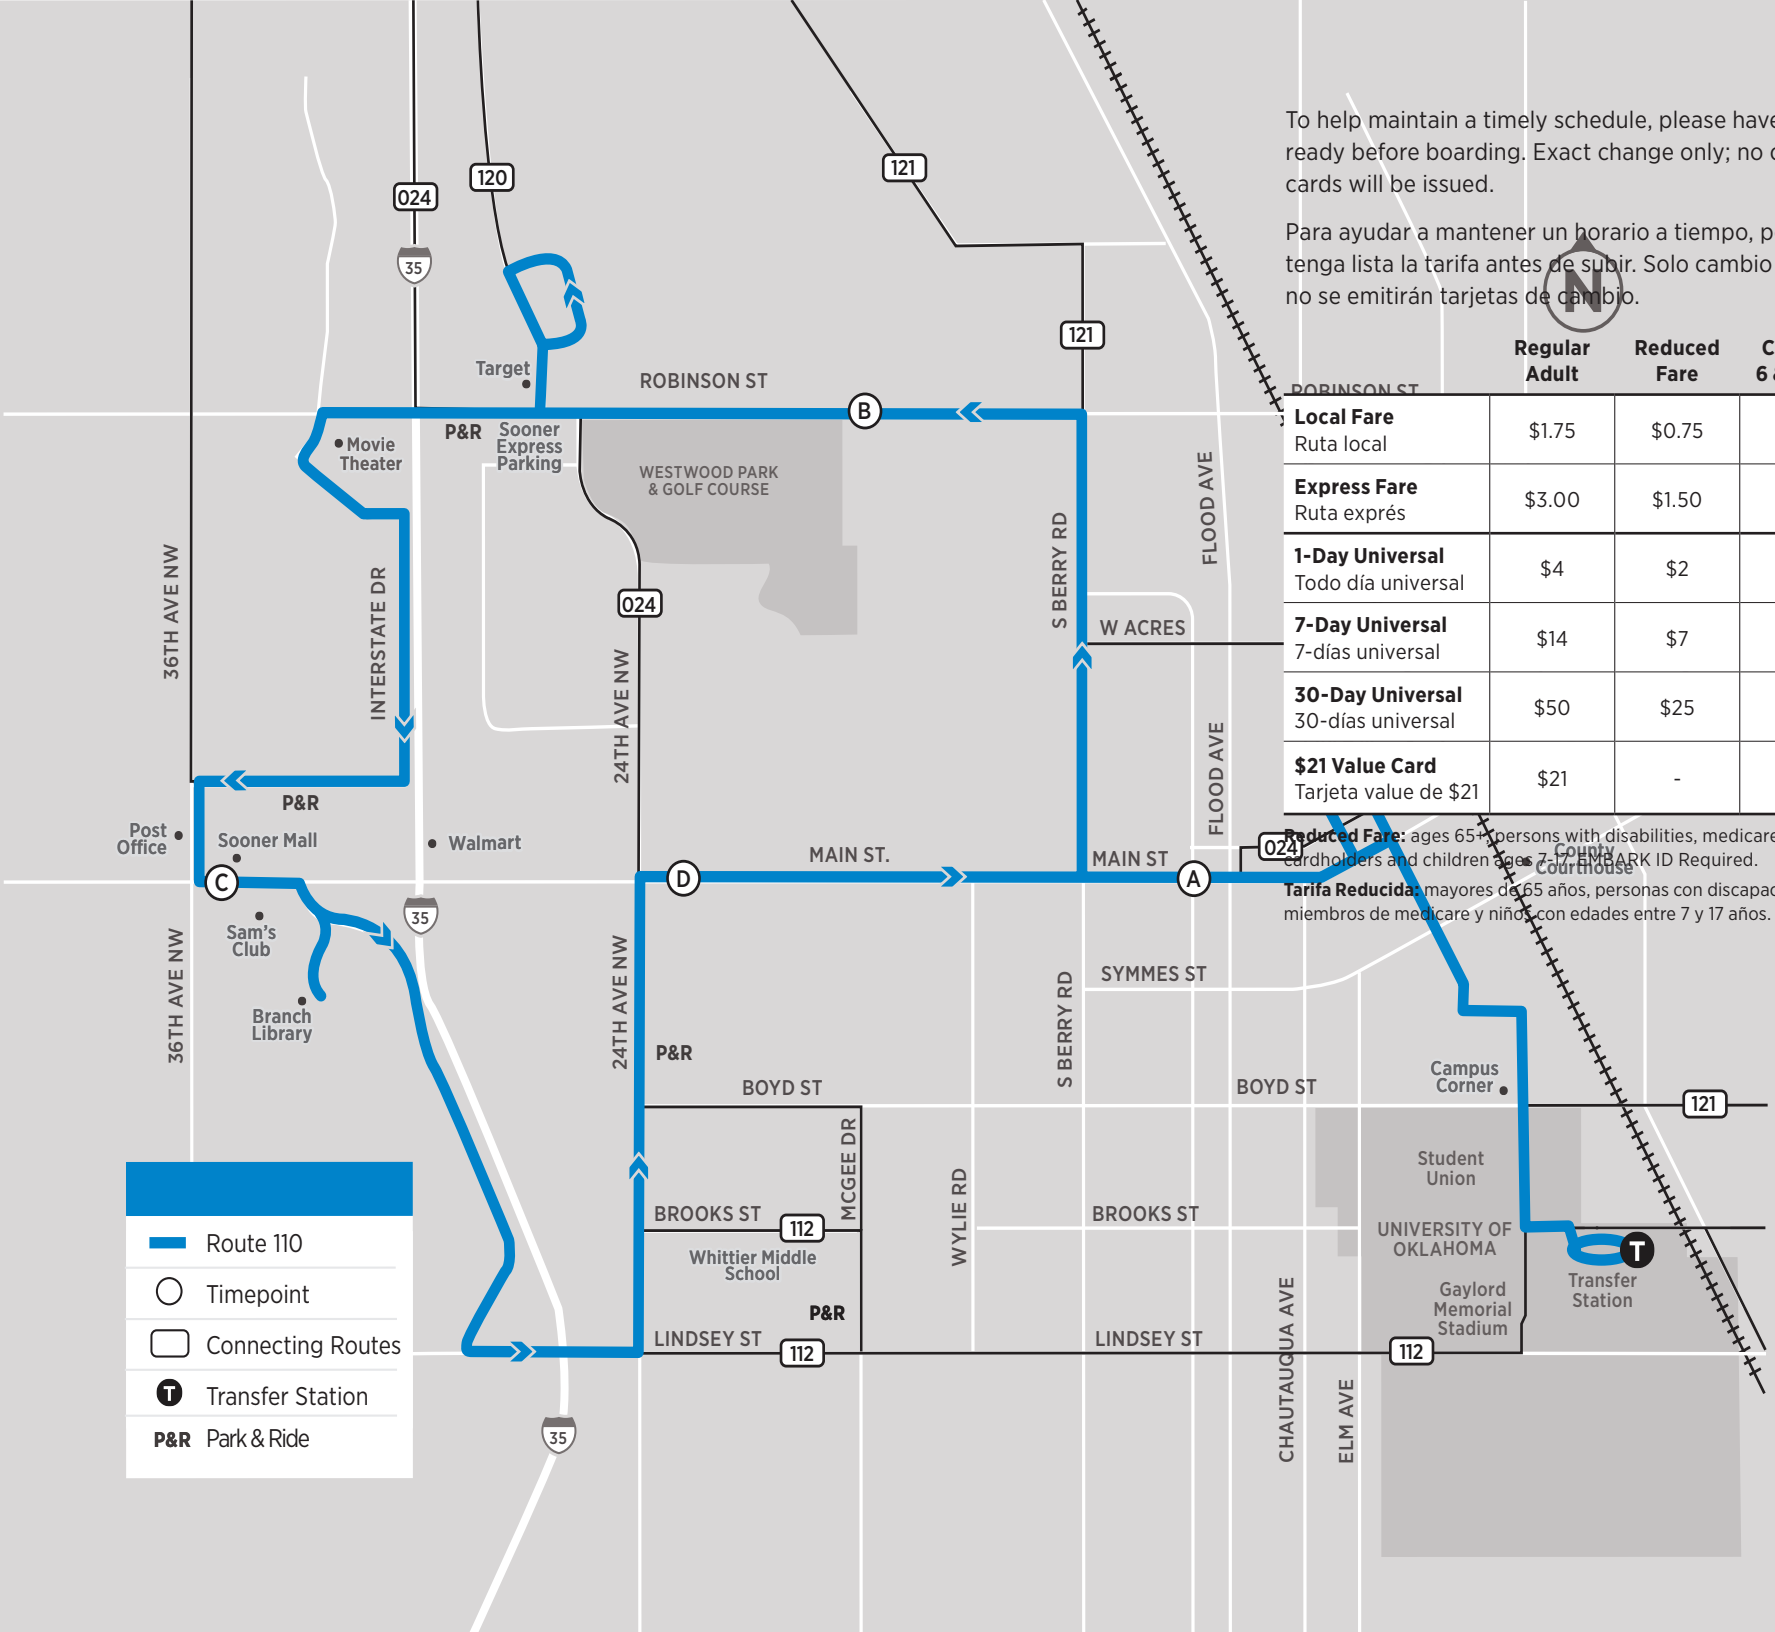 To help maintain a timely schedule, please have
ready before boarding. Exact change only; no
cards will be issued.
Para ayudar a mantener un horario a tiempo,
tenga lista la tarifa antes de subir. Solo cambio
no se emitirán tarjetas de cambio.
N
Regular
Adult
Reduced
Fare
Local Fare
Ruta local
$1.75
$0.75
Express Fare
Ruta exprés
$3.00
$1.50
1-Day Universal
Todo día universal
$4
$2
7-Day Universal
7-días universal
$14
$7
30-Day Universal
30-días universal
$50
$25
$21 Value Card
Tarjeta value de $21
$21
-
Reduced Fare: ages 65+, persons with disabilities, medicare
cardholders and children ages 7-17. EMBARK ID Required.
Tarifa Reducida: mayores de 65 años, personas con discapac
miembros de medicare y niños con edades entre 7 y 17 años.
121
120
024
35
121
Target
ROBINSON ST
ROBINSON ST
B
P&R
Sooner
Express
Parking
Movie
Theater
WESTWOOD PARK
& GOLF COURSE
FLOOD AVE
S BERRY RD
36TH AVE NW
INTERSTATE DR
024
W ACRES
24TH AVE NW
FLOOD AVE
P&R
Post
Office
Sooner Mall
Walmart
MAIN ST.
MAIN ST
024
County
Courthouse
C
D
A
35
Sam's
Club
36TH AVE NW
24TH AVE NW
SYMMES ST
S BERRY RD
Branch
Library
P&R
BOYD ST
BOYD ST
Campus
Corner
121
MCGEE DR
WYLIE RD
Student
Union
BROOKS ST
112
BROOKS ST
Whittier Middle
School
UNIVERSITY OF
OKLAHOMA
T
Transfer
Station
Gaylord
Memorial
Stadium
P&R
LINDSEY ST
112
LINDSEY ST
112
CHAUTAUQUA AVE
ELM AVE
35
Route 110
Timepoint
Connecting Routes
T
Transfer Station
P&R
Park & Ride